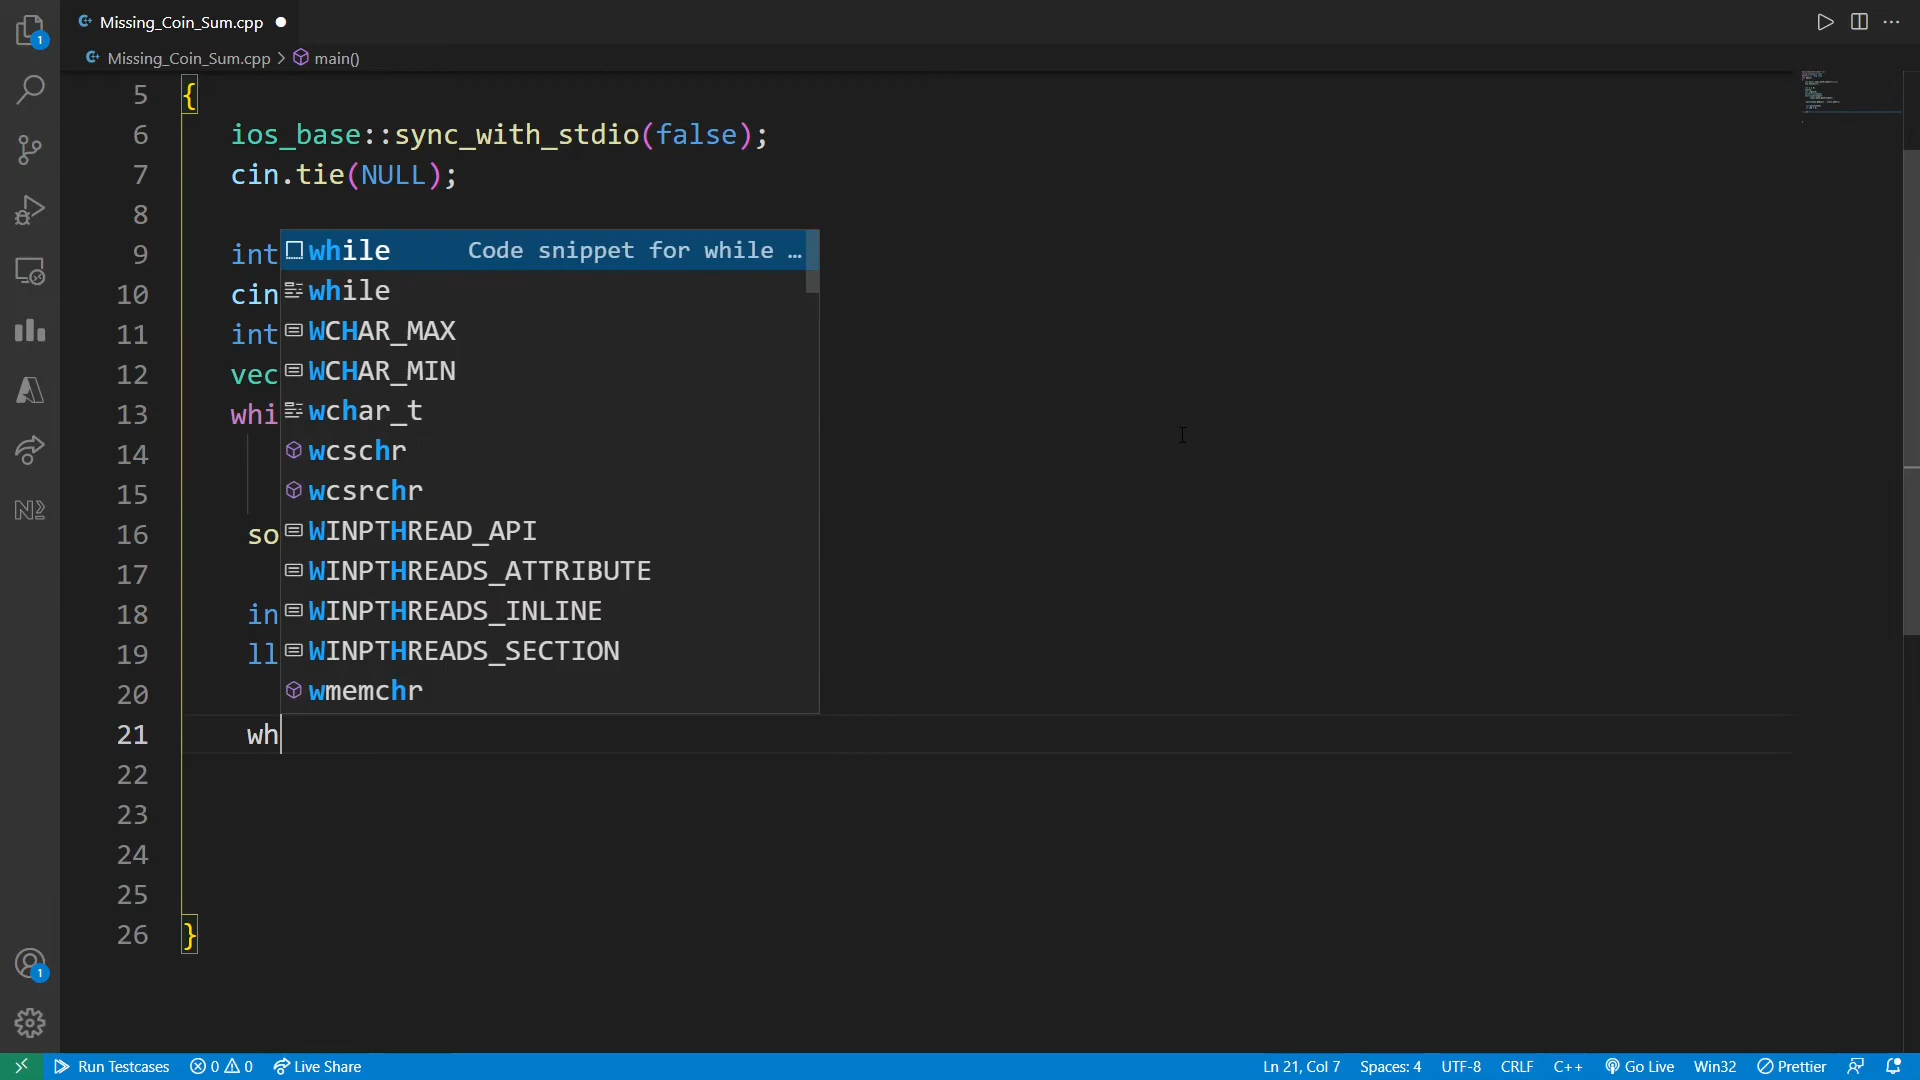 1
Missing_Coin_Sum.cpp
Missing_Coin_Sum.cpp > main()
5 {
6 ios_base::sync_with_stdio(false);
7 cin.tie(NULL);
8
9 int
10 cin
11 int
12 vec
13 whi
14
15
16 so
17
18 in
19 ll
20
21 wh
22
23
24
25
26 }
while Code snippet for while …
while
WCHAR_MAX
WCHAR_MIN
wchar_t
wcschr
wcsrchr
WINPTHREAD_API
WINPTHREADS_ATTRIBUTE
WINPTHREADS_INLINE
WINPTHREADS_SECTION
wmemchr
1
Run Testcases 0 0 Live Share Ln 21, Col 7 Spaces: 4 UTF-8 CRLF C++ Go Live Win32 Prettier